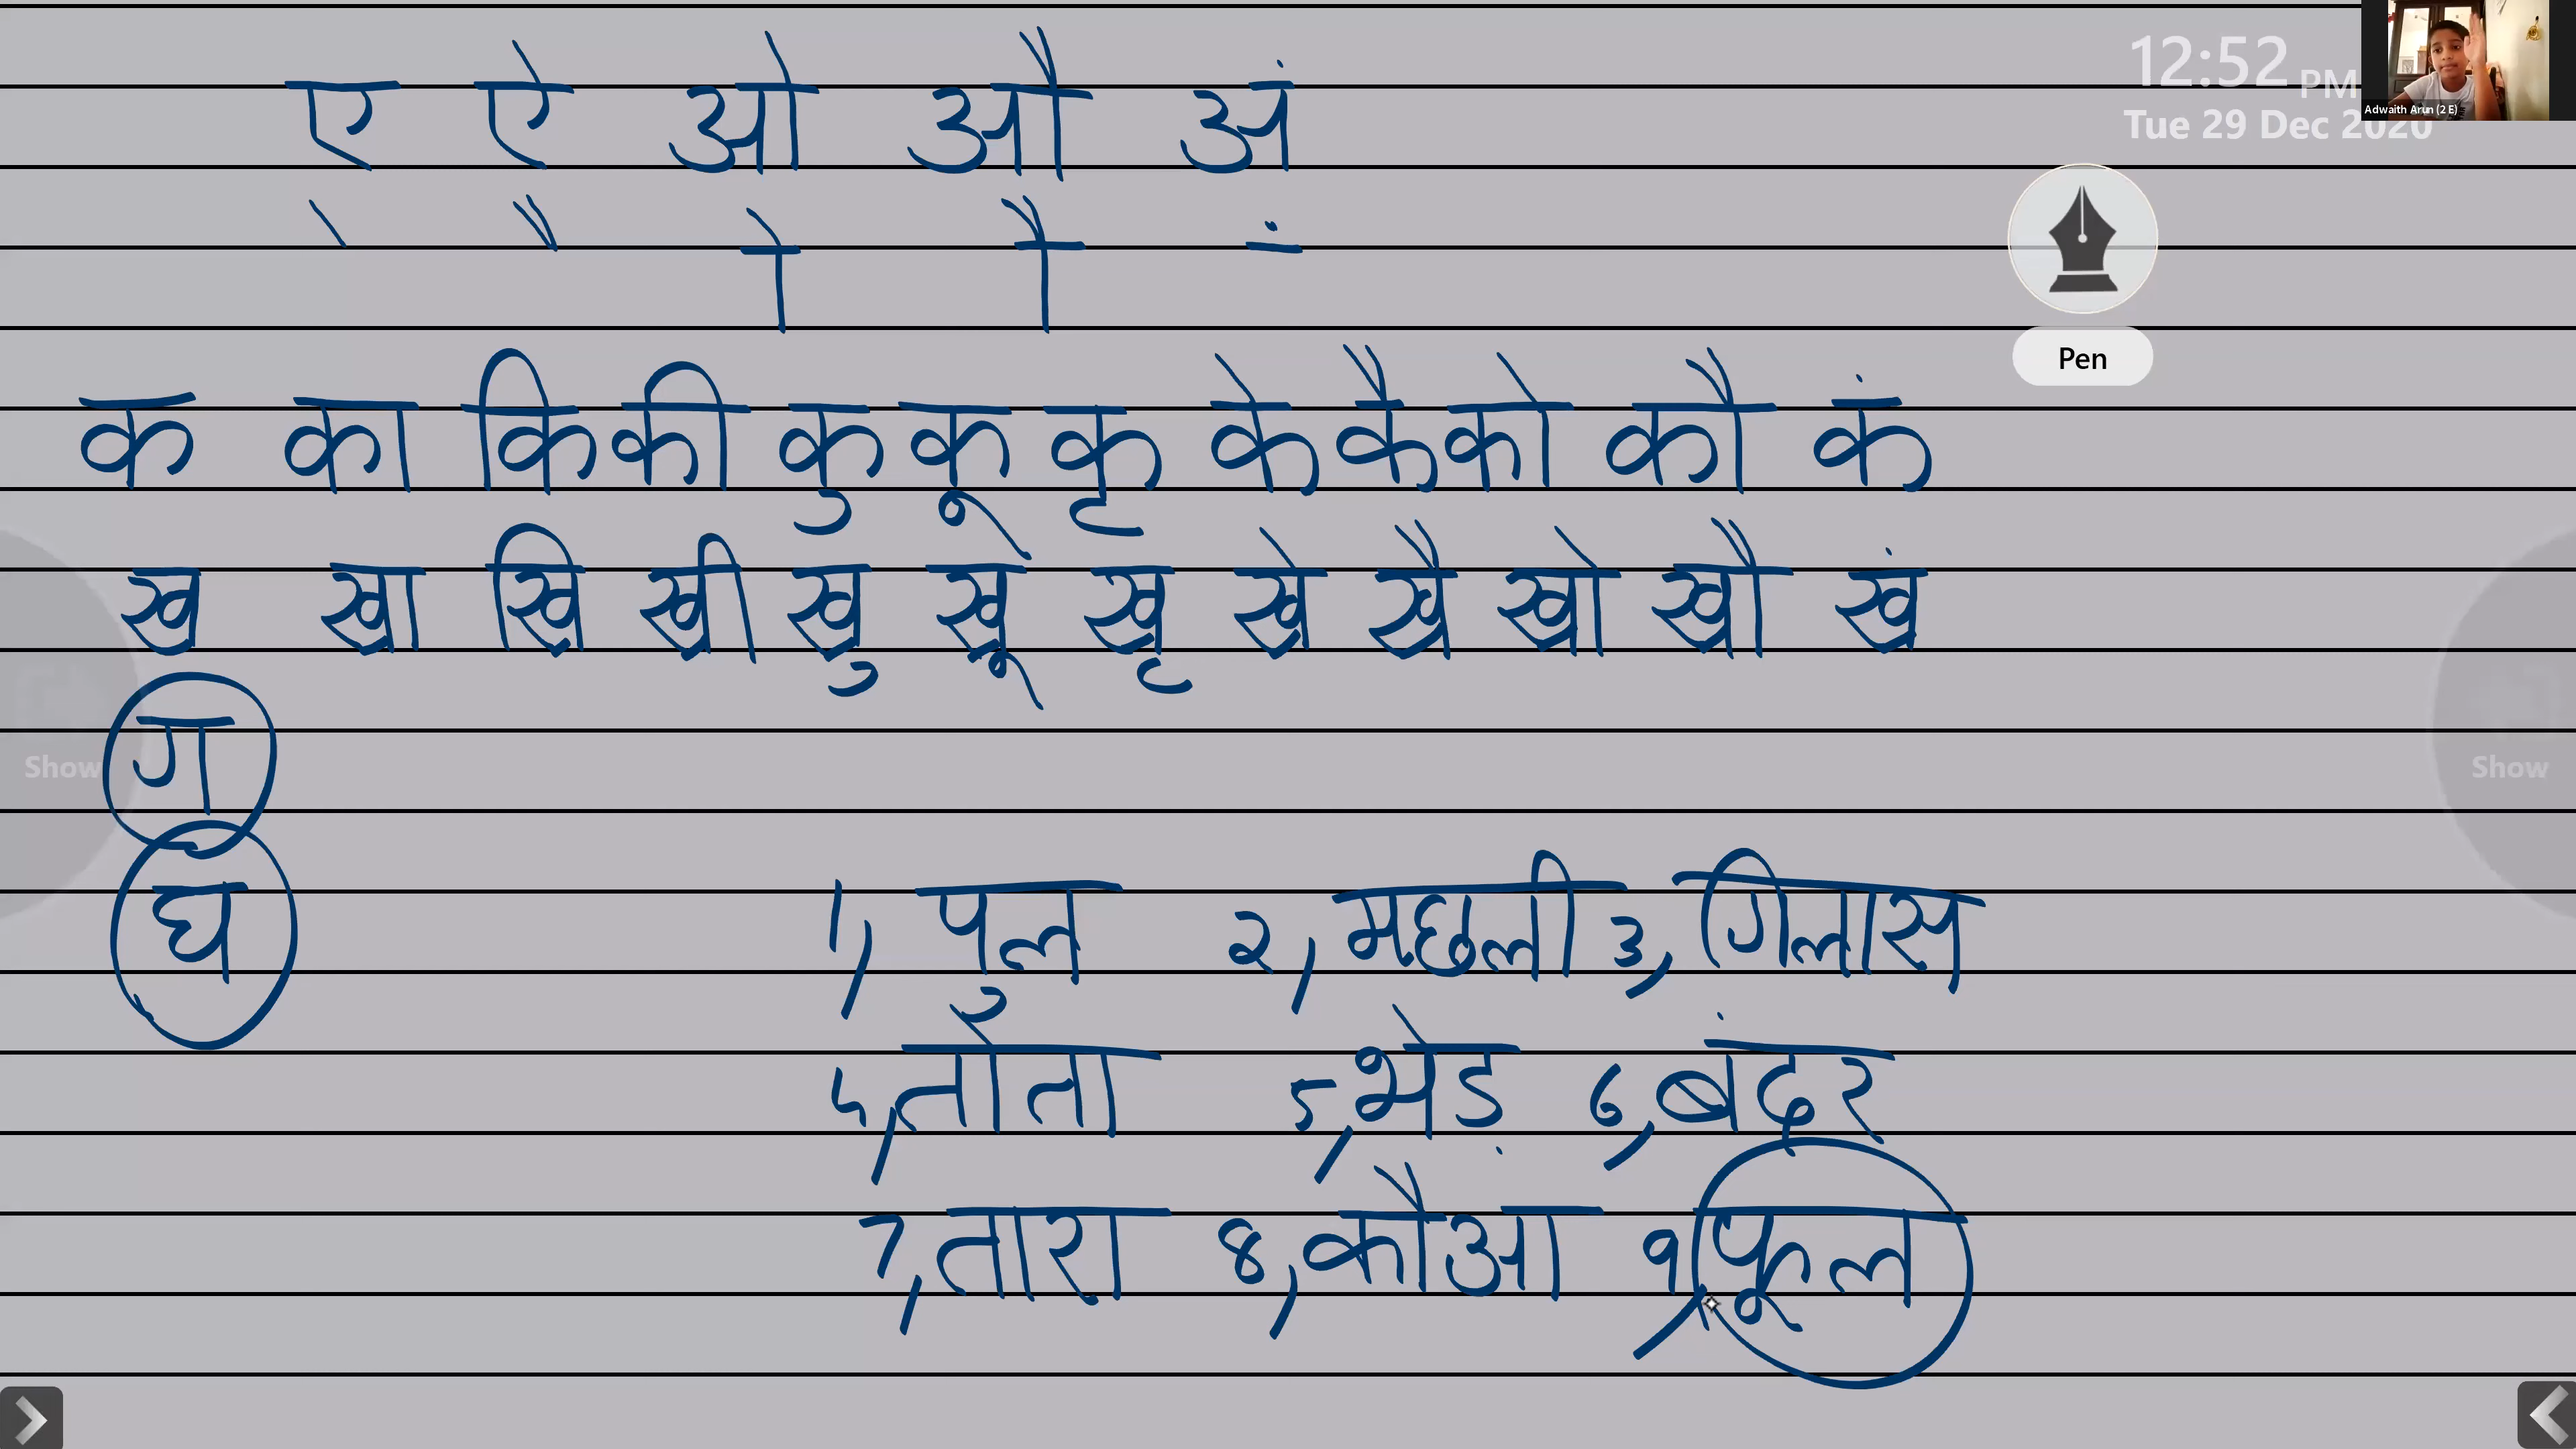 12:52 PM
Adwaith Arun (2 E)
Tue 29 Dec 2020
ए ऐ ओ औ अं
े ै ो ौ ं
Pen
क का कि की कु कू कृ के कै को कौ कं
ख खा खि खी खु खू खृ खे खै खो खौ खं
ग
Show
Show
घ
1, पुल २, मछली 3, गिलास
4, तोता 5, भेड़ 6, बंदर
7, तारा 8, कौआ 9, फूल